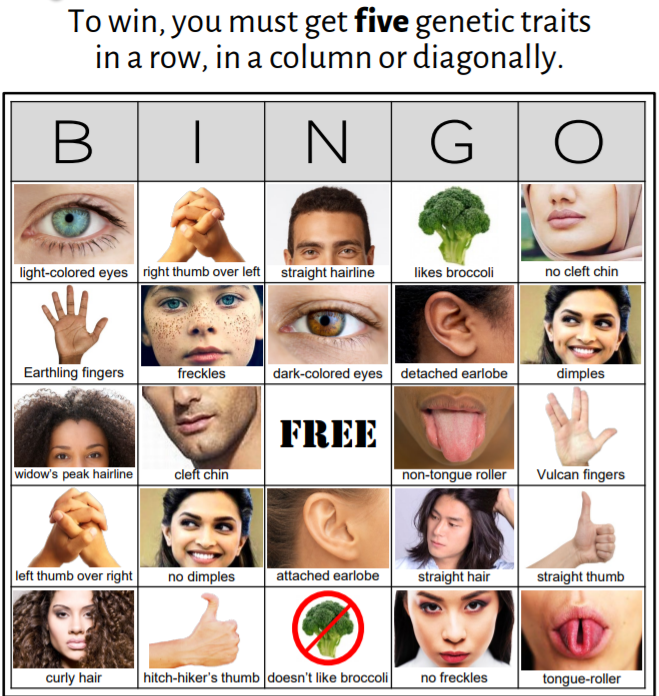 To win, you must get five genetic traits
in a row, in a column or diagonally.
B I N G O
light-colored eyes
right thumb over left
straight hairline
likes broccoli
no cleft chin
Earthling fingers
freckles
dark-colored eyes
detached earlobe
dimples
widow's peak hairline
cleft chin
FREE
non-tongue roller
Vulcan fingers
left thumb over right
no dimples
attached earlobe
straight hair
straight thumb
curly hair
hitch-hiker's thumb
doesn't like broccoli
no freckles
tongue-roller